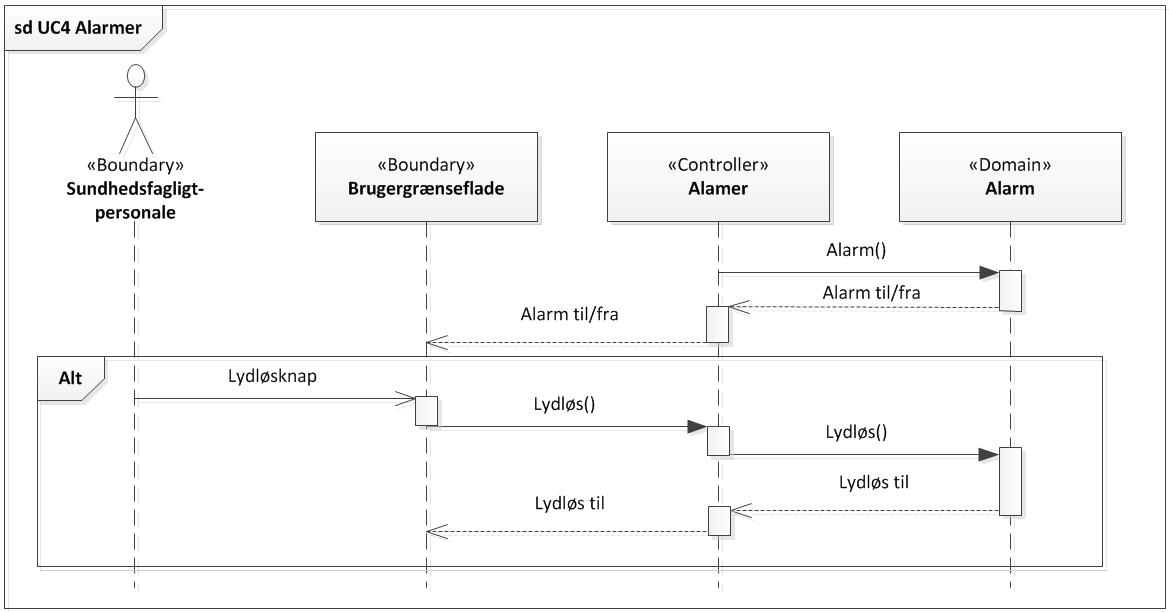 sd UC4 Alarmer
«Boundary»
Sundhedsfagligt-
personale
«Boundary»
Brugergrænseflade
«Controller»
Alamer
«Domain»
Alarm
Alarm()
Alarm til/fra
Alarm til/fra
Alt
Lydløsknap
Lydløs()
Lydløs()
Lydløs til
Lydløs til